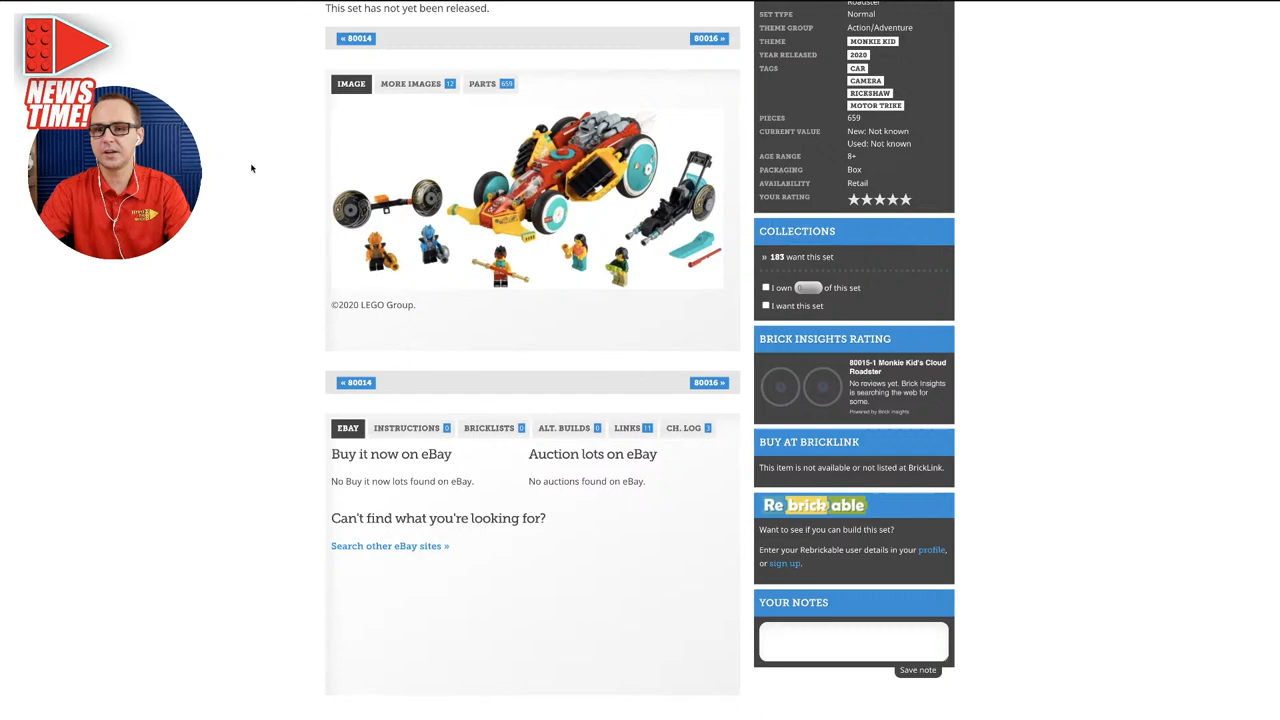 This set has not yet been released.
« 80014
80016 »
IMAGE
MORE IMAGES 12
PARTS 659
©2020 LEGO Group.
« 80014
80016 »
EBAY
INSTRUCTIONS 0
BRICKLISTS 0
ALT. BUILDS 0
LINKS 11
CH. LOG 3
Buy it now on eBay
Auction lots on eBay
No Buy it now lots found on eBay.
No auctions found on eBay.
Can't find what you're looking for?
Search other eBay sites »
Roadster
SET TYPE Normal
THEME GROUP Action/Adventure
THEME MONKIE KID
YEAR RELEASED 2020
TAGS CAR
CAMERA
RICKSHAW
MOTOR TRIKE
PIECES 659
CURRENT VALUE New: Not known
Used: Not known
AGE RANGE 8+
PACKAGING Box
AVAILABILITY Retail
YOUR RATING
COLLECTIONS
» 183 want this set
I own of this set
I want this set
BRICK INSIGHTS RATING
80015-1 Monkie Kid's Cloud
Roadster
No reviews yet. Brick Insights
is searching the web for
some.
Powered by Brick Insights
BUY AT BRICKLINK
This item is not available or not listed at BrickLink.
Re brick able
Want to see if you can build this set?
Enter your Rebrickable user details in your profile,
or sign up.
YOUR NOTES
Save note
NEWS
TIME!